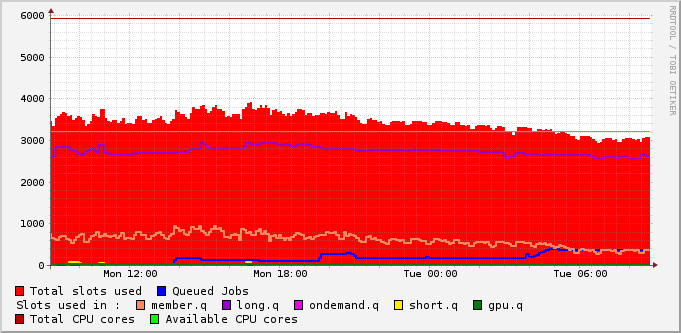 RRDTOOL / TOBI OETIKER
6000
5000
4000
3000
2000
1000
0
Mon 12:00 Mon 18:00 Tue 00:00 Tue 06:00
Total slots used Queued Jobs
Slots used in : member.q long.q ondemand.q short.q gpu.q
Total CPU cores Available CPU cores